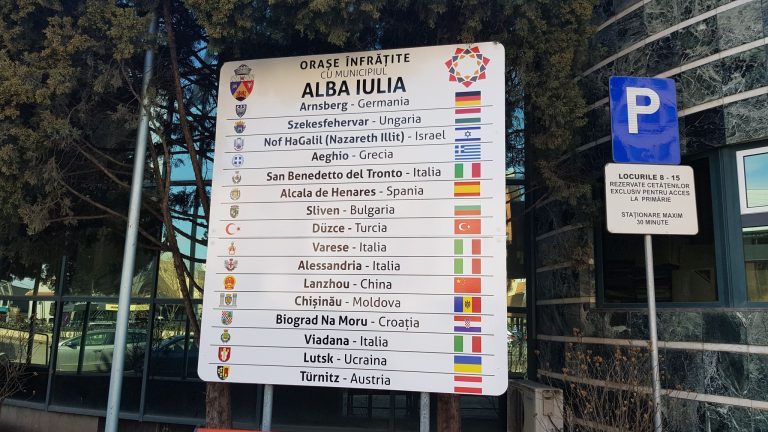 ORAȘE ÎNFRĂȚITE
CU MUNICIPIUL
ALBA IULIA
Arnsberg - Germania
Szekesfehervar - Ungaria
Nof HaGalil (Nazareth Illit) - Israel
Aeghio - Grecia
San Benedetto del Tronto - Italia
Alcala de Henares - Spania
Sliven - Bulgaria
Düzce - Turcia
Varese - Italia
Alessandria - Italia
Lanzhou - China
Chișinău - Moldova
Biograd Na Moru - Croația
Viadana - Italia
Lutsk - Ucraina
Türnitz - Austria
P
LOCURILE 8 - 15
REZERVATE CETĂȚENILOR
EXCLUSIV PENTRU ACCES
LA PRIMĂRIE
STAȚIONARE MAXIM
30 MINUTE